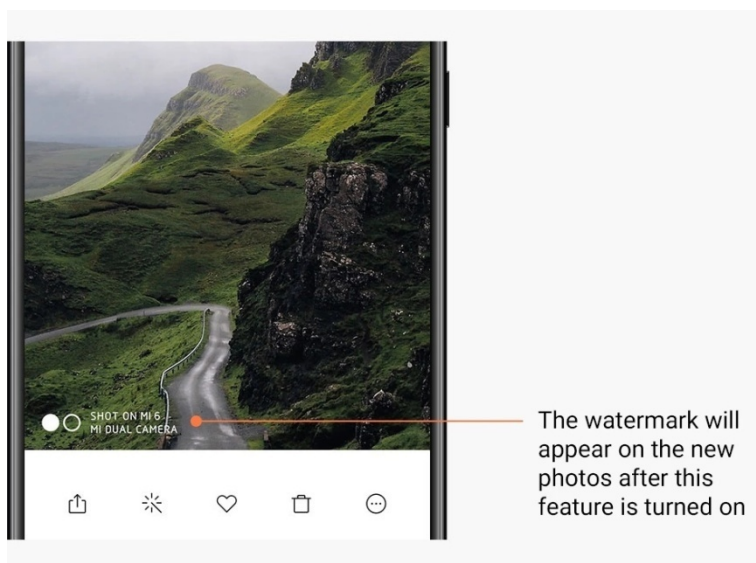 SHOT ON MI 6
MI DUAL CAMERA
The watermark will
appear on the new
photos after this
feature is turned on